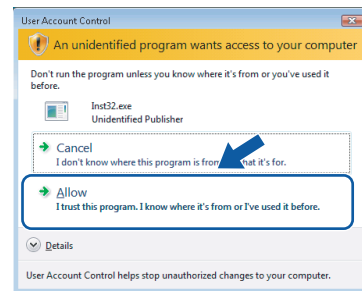 User Account Control
An unidentified program wants access to your computer
Don't run the program unless you know where it's from or you've used it
before.
Inst32.exe
Unidentified Publisher
Cancel
I don't know where this program is from hat it's for.
Allow
I trust this program. I know where it's from or I've used it before.
Details
User Account Control helps stop unauthorized changes to your computer.